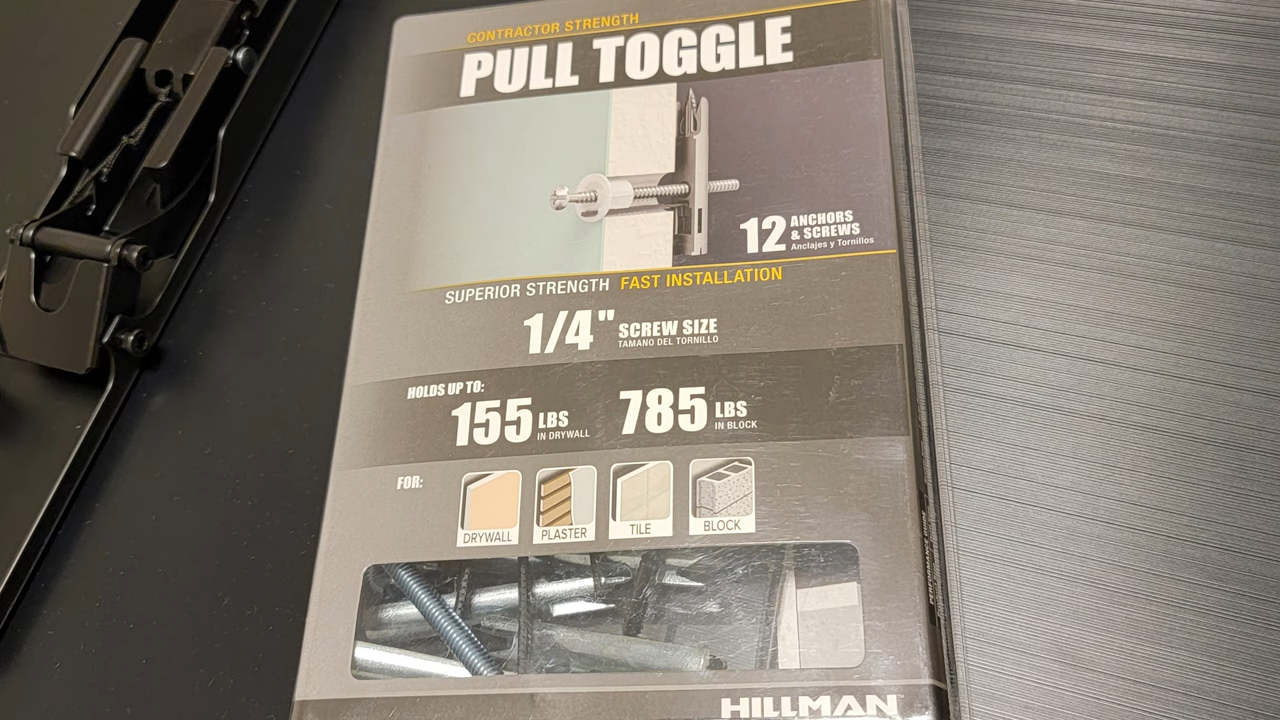 CONTRACTOR STRENGTH
PULL TOGGLE
12 ANCHORS
& SCREWS
Anclajes y Tornillos
SUPERIOR STRENGTH FAST INSTALLATION
1/4" SCREW SIZE
TAMANO DEL TORNILLO
HOLDS UP TO:
155 LBS
IN DRYWALL
785 LBS
IN BLOCK
FOR:
DRYWALL
PLASTER
TILE
BLOCK
HILLMAN